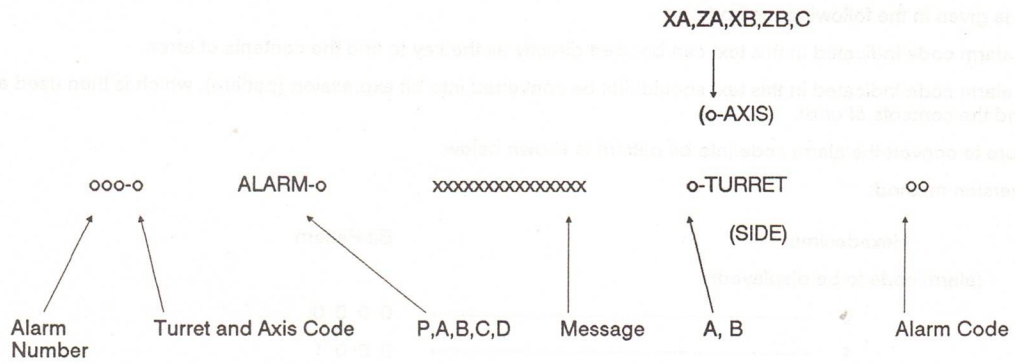 XA,ZA,XB,ZB,C
(o-AXIS)
ooo-o ALARM-o xxxxxxxxxxxxxxx o-TURRET oo
(SIDE)
Alarm Number Turret and Axis Code P,A,B,C,D Message A, B Alarm Code